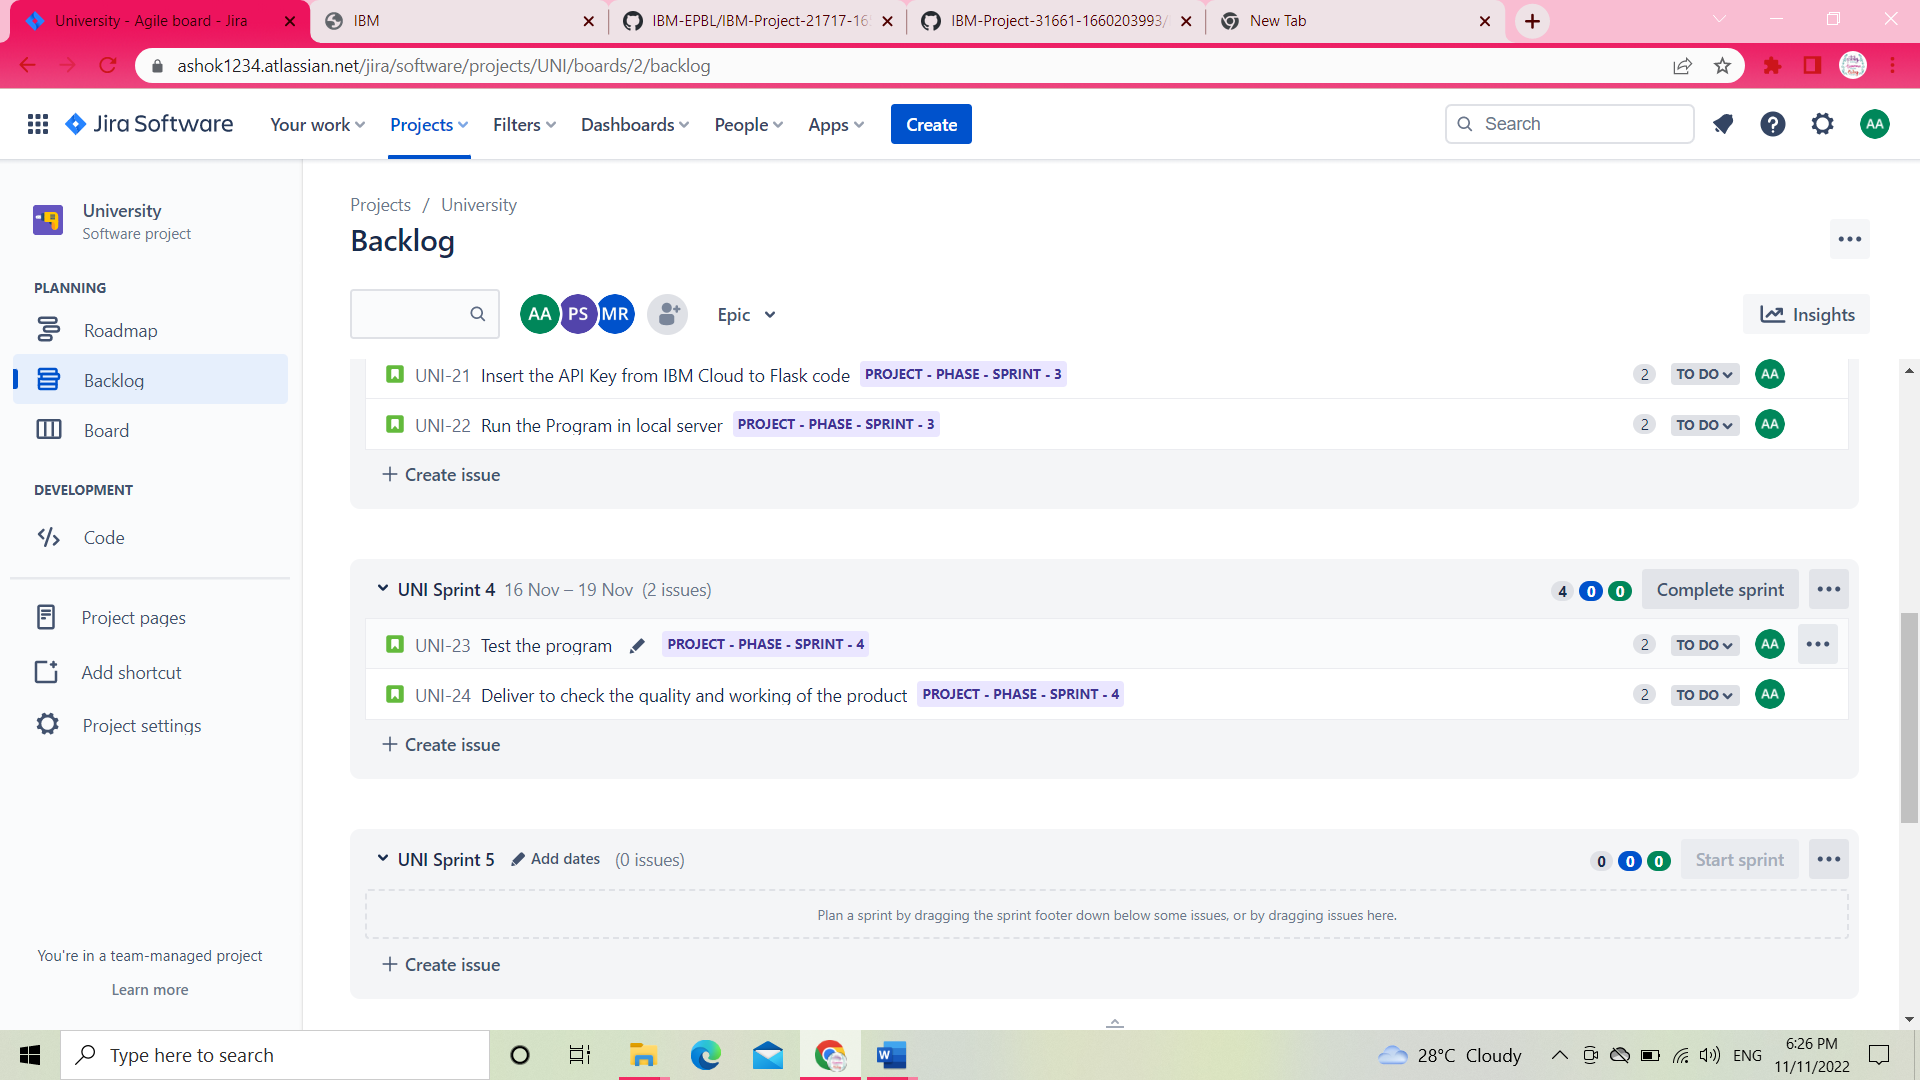 University - Agile board - Jira
IBM
IBM-EPBL/IBM-Project-21717-165
IBM-Project-31661-1660203993/
New Tab
ashok1234.atlassian.net/jira/software/projects/UNI/boards/2/backlog
Jira Software
Your work
Projects
Filters
Dashboards
People
Apps
Create
Search
AA
University
Software project
PLANNING
Roadmap
Backlog
Board
DEVELOPMENT
Code
Project pages
Add shortcut
Project settings
You're in a team-managed project
Learn more
Projects / University
Backlog
AA PS MR
Epic
Insights
UNI-21 Insert the API Key from IBM Cloud to Flask code PROJECT - PHASE - SPRINT - 3 2 TO DO AA
UNI-22 Run the Program in local server PROJECT - PHASE - SPRINT - 3 2 TO DO AA
+ Create issue
UNI Sprint 4 16 Nov – 19 Nov (2 issues) 4 0 0 Complete sprint
UNI-23 Test the program PROJECT - PHASE - SPRINT - 4 2 TO DO AA
UNI-24 Deliver to check the quality and working of the product PROJECT - PHASE - SPRINT - 4 2 TO DO AA
+ Create issue
UNI Sprint 5 Add dates (0 issues) 0 0 0 Start sprint
Plan a sprint by dragging the sprint footer down below some issues, or by dragging issues here.
+ Create issue
Type here to search
28°C Cloudy
ENG
6:26 PM
11/11/2022